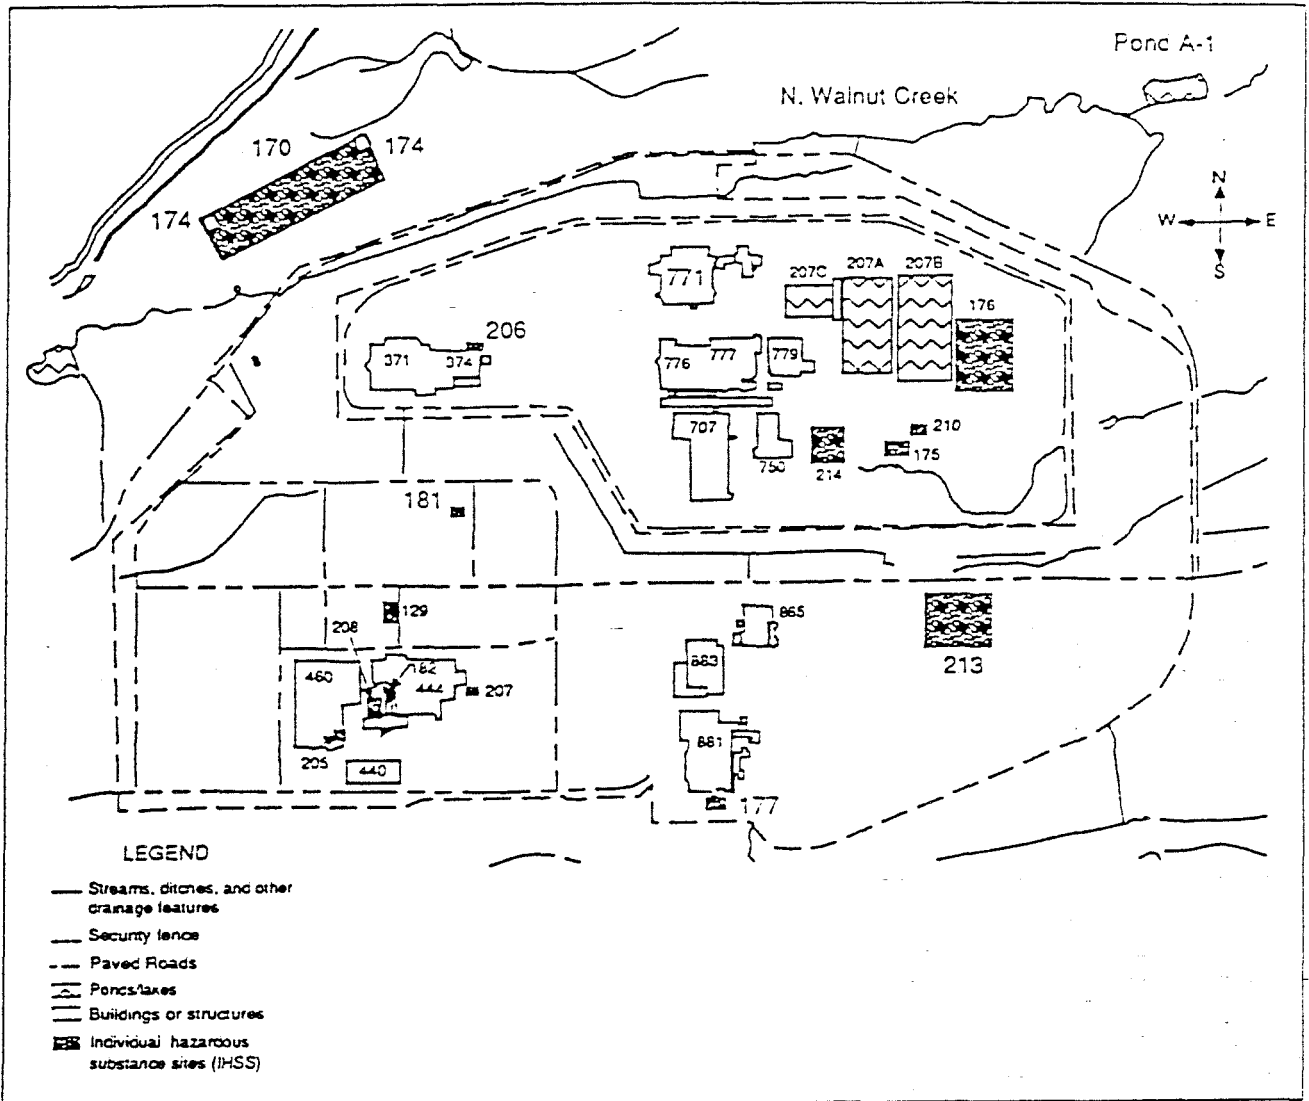 Pond A-1
N. Walnut Creek
170
174
174
N
W E
S
771
207C
207A
207B
176
206
371
374
776
777
779
707
750
214
210
175
181
129
208
865
460
182
444
207
883
213
205
440
881
177
LEGEND
Streams, ditches, and other
drainage features
Security fence
Paved Roads
Ponds/lakes
Buildings or structures
Individual hazardous
substance sites (IHSS)